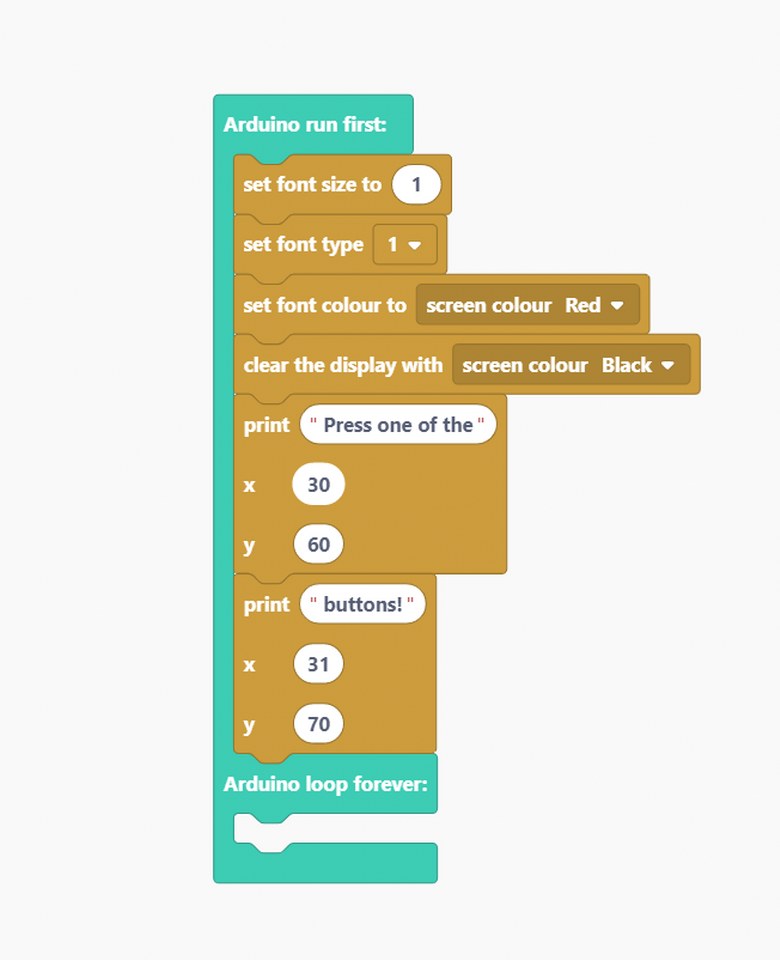 Arduino run first:
set font size to 1
set font type 1
set font colour to screen colour Red
clear the display with screen colour Black
print " Press one of the "
x 30
y 60
print " buttons! "
x 31
y 70
Arduino loop forever: